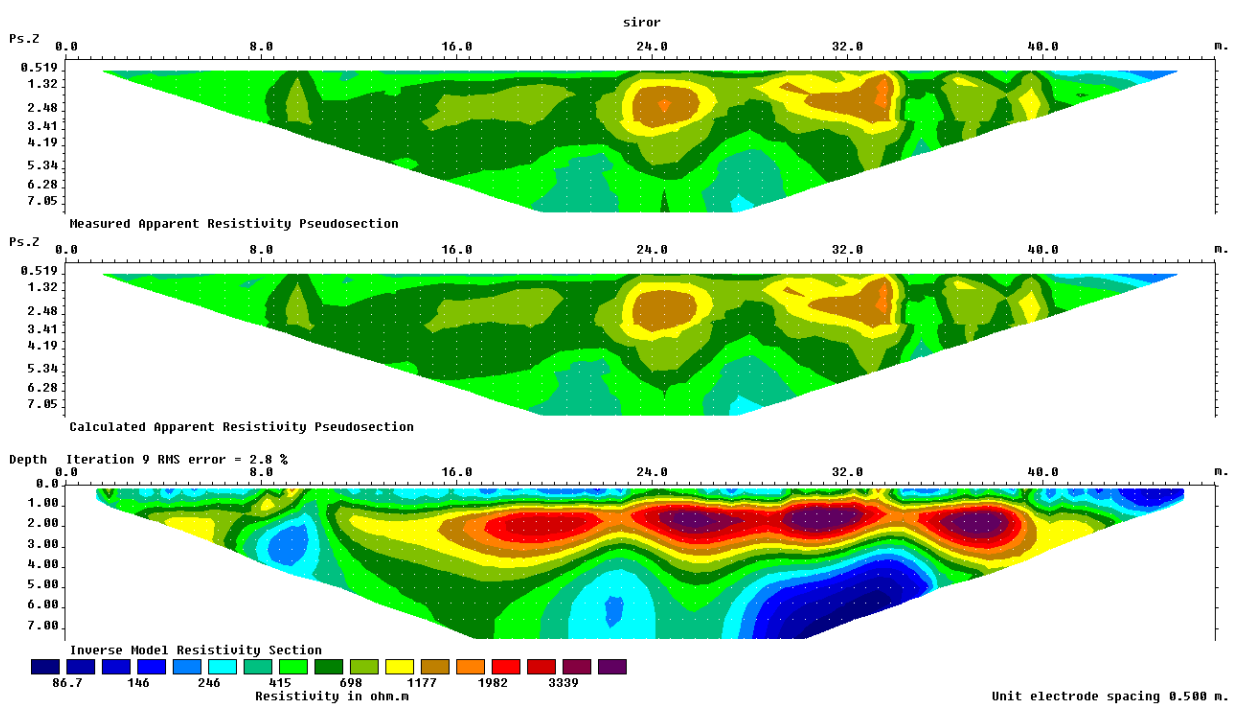 siror
Ps.Z 0.0 8.0 16.0 24.0 32.0 40.0 m.
0.519
1.32
2.48
3.41
4.19
5.34
6.28
7.05
Measured Apparent Resistivity Pseudosection
Ps.Z 0.0 8.0 16.0 24.0 32.0 40.0 m.
0.519
1.32
2.48
3.41
4.19
5.34
6.28
7.05
Calculated Apparent Resistivity Pseudosection
Depth Iteration 9 RMS error = 2.8 %
0.0 8.0 16.0 24.0 32.0 40.0 m.
0.0
1.00
2.00
3.00
4.00
5.00
6.00
7.00
Inverse Model Resistivity Section
86.7 146 246 415 698 1177 1982 3339
Resistivity in ohm.m
Unit electrode spacing 0.500 m.